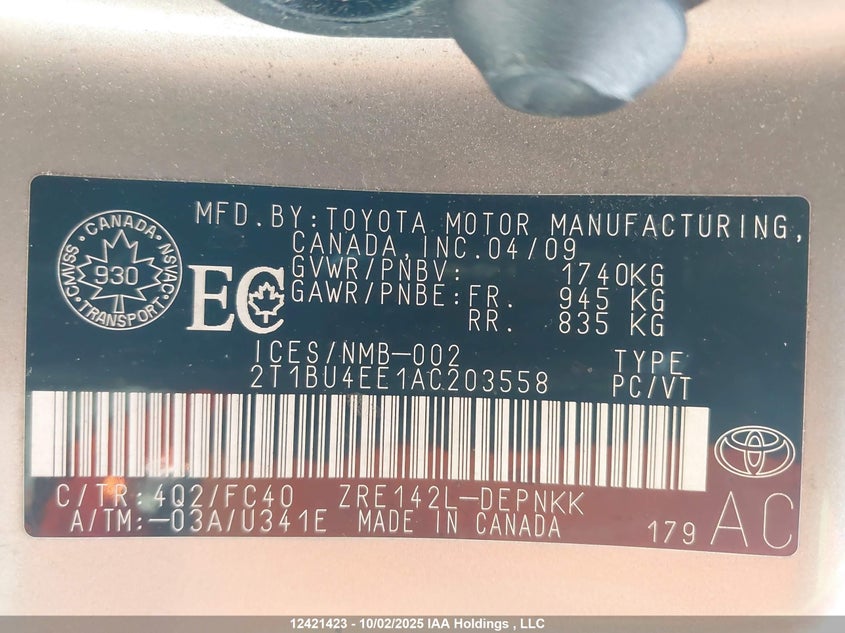 MFD.BY:TOYOTA MOTOR MANUFACTURING,
CANADA,INC.04/09
GVWR/PNBV: 1740KG
GAWR/PNBE:FR. 945 KG
RR. 835 KG
CANADA
CMVSS · NSVAC
930
TRANSPORT
EC
ICES/NMB-002 TYPE
2T1BU4EE1AC203558 PC/VT
C/TR:4Q2/FC40 ZRE142L-DEPNKK
A/TM:-03A/U341E MADE IN CANADA 179 AC
12421423 - 10/02/2025 IAA Holdings , LLC